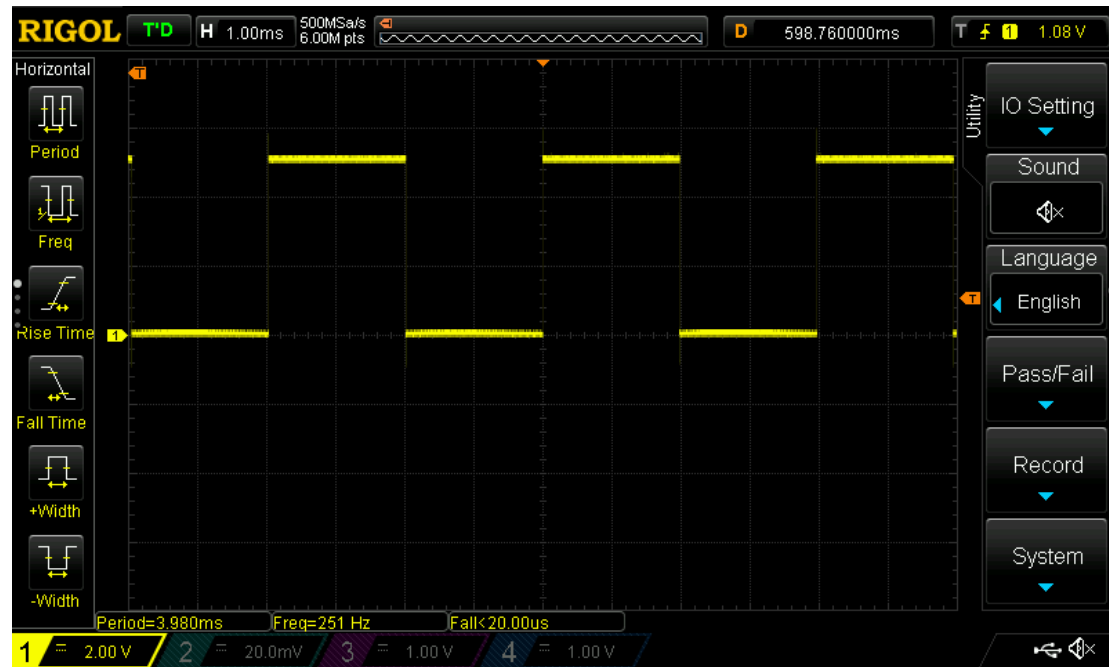 RIGOL T'D H 1.00ms 500MSa/s 6.00M pts D 598.760000ms T 1 1.08 V
Horizontal
Period
Freq
Rise Time
Fall Time
+Width
-Width
T
T
1
Utility
IO Setting
Sound
Language
English
Pass/Fail
Record
System
Period=3.980ms Freq=251 Hz Fall<20.00us
1 = 2.00 V 2 = 20.0mV 3 = 1.00 V 4 = 1.00 V